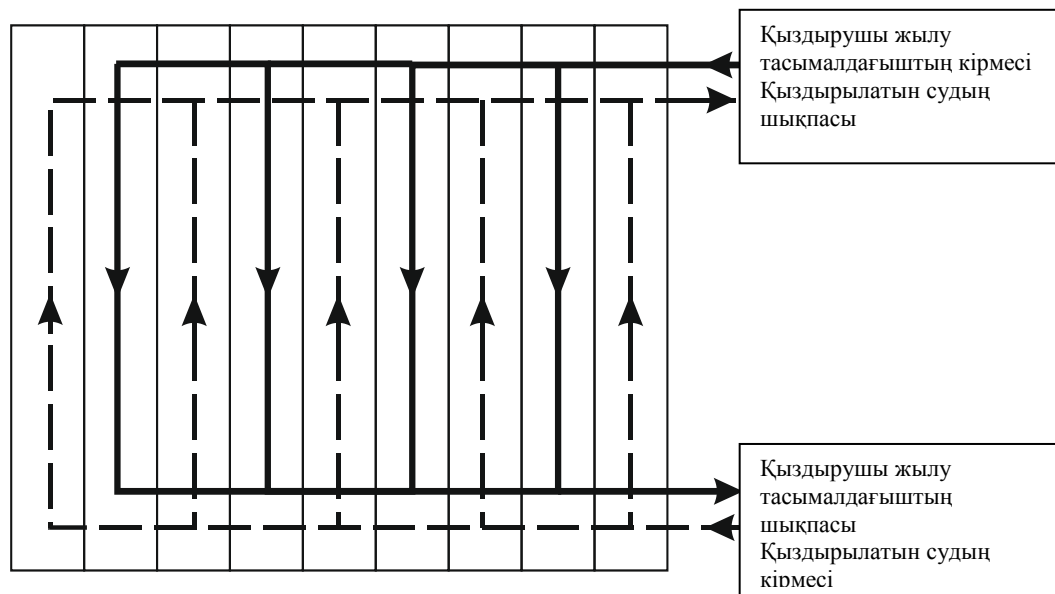 Қыздырушы жылу
тасымалдағыштың кірмесі
Қыздырылатын судың
шықпасы
Қыздырушы жылу
тасымалдағыштың
шықпасы
Қыздырылатын судың
кірмесі